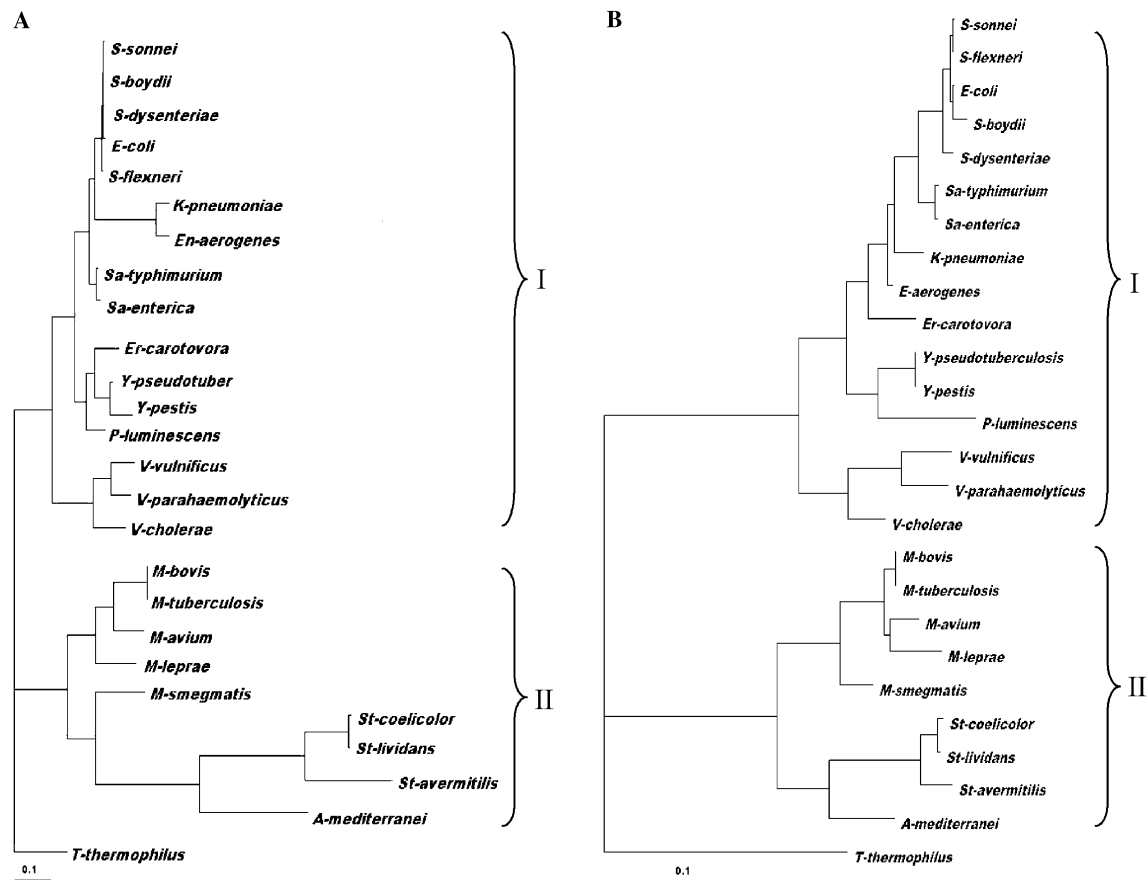 A
S-sonnei
S-boydii
S-dysenteriae
E-coli
S-flexneri
K-pneumoniae
En-aerogenes
Sa-typhimurium
Sa-enterica
Er-carotovora
Y-pseudotuber
Y-pestis
P-luminescens
V-vulnificus
V-parahaemolyticus
V-cholerae
I
M-bovis
M-tuberculosis
M-avium
M-leprae
M-smegmatis
St-coelicolor
St-lividans
St-avermitilis
A-mediterranei
II
T-thermophilus
0.1
B
S-sonnei
S-flexneri
E-coli
S-boydii
S-dysenteriae
Sa-typhimurium
Sa-enterica
K-pneumoniae
E-aerogenes
Er-carotovora
Y-pseudotuberculosis
Y-pestis
P-luminescens
V-vulnificus
V-parahaemolyticus
V-cholerae
I
M-bovis
M-tuberculosis
M-avium
M-leprae
M-smegmatis
St-coelicolor
St-lividans
St-avermitilis
A-mediterranei
II
T-thermophilus
0.1